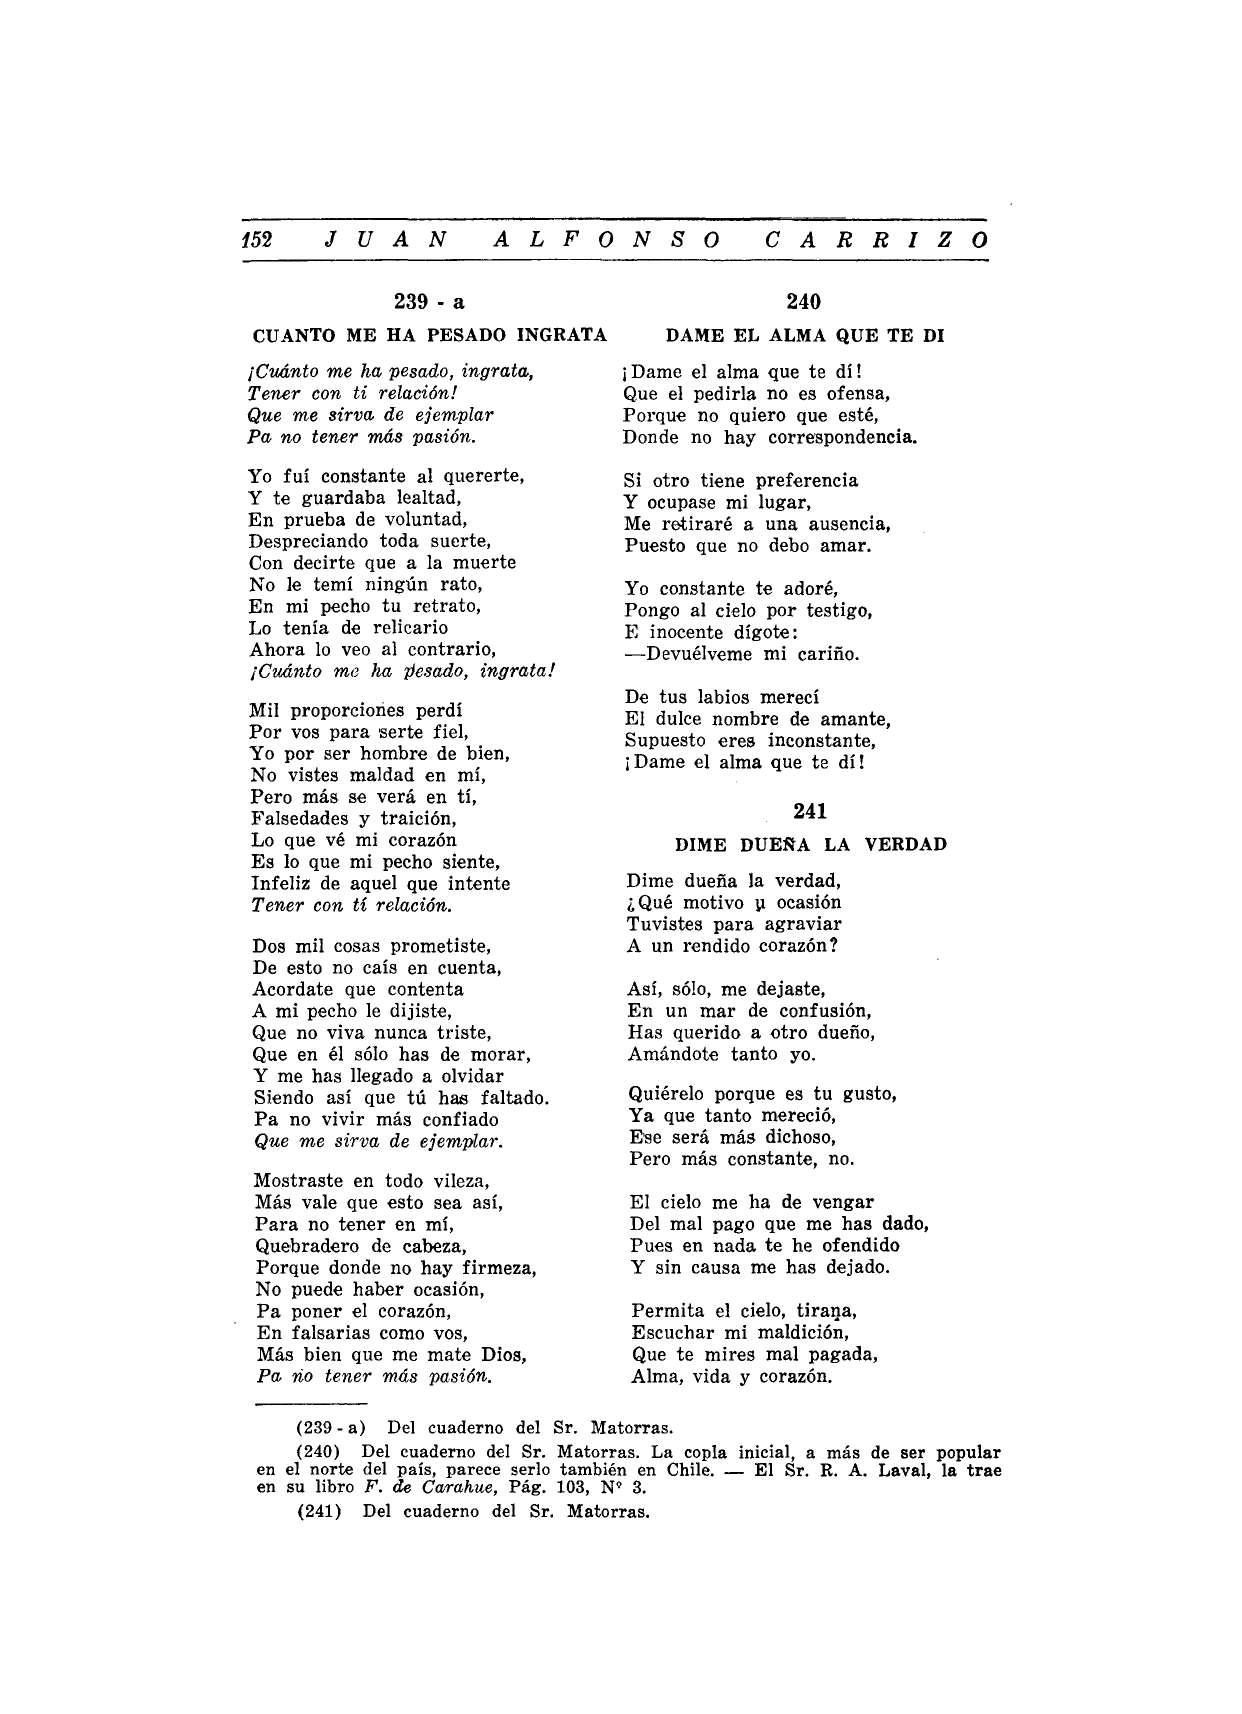 152 JUAN ALFONSO CARRIZO
239 - a
CUANTO ME HA PESADO INGRATA
¡Cuánto me ha pesado, ingrata,
Tener con ti relación!
Que me sirva de ejemplar
Pa no tener más pasión.
Yo fuí constante al quererte,
Y te guardaba lealtad,
En prueba de voluntad,
Despreciando toda suerte,
Con decirte que a la muerte
No le temí ningún rato,
En mi pecho tu retrato,
Lo tenía de relicario
Ahora lo veo al contrario,
¡Cuánto me ha pesado, ingrata!
Mil proporciones perdí
Por vos para serte fiel,
Yo por ser hombre de bien,
No vistes maldad en mí,
Pero más se verá en tí,
Falsedades y traición,
Lo que vé mi corazón
Es lo que mi pecho siente,
Infeliz de aquel que intente
Tener con tí relación.
Dos mil cosas prometiste,
De esto no caís en cuenta,
Acordate que contenta
A mi pecho le dijiste,
Que no viva nunca triste,
Que en él sólo has de morar,
Y me has llegado a olvidar
Siendo así que tú has faltado.
Pa no vivir más confiado
Que me sirva de ejemplar.
Mostraste en todo vileza,
Más vale que esto sea así,
Para no tener en mí,
Quebradero de cabeza,
Porque donde no hay firmeza,
No puede haber ocasión,
Pa poner el corazón,
En falsarias como vos,
Más bien que me mate Dios,
Pa no tener más pasión.
240
DAME EL ALMA QUE TE DI
¡Dame el alma que te dí!
Que el pedirla no es ofensa,
Porque no quiero que esté,
Donde no hay correspondencia.
Si otro tiene preferencia
Y ocupase mi lugar,
Me retiraré a una ausencia,
Puesto que no debo amar.
Yo constante te adoré,
Pongo al cielo por testigo,
E inocente dígote:
—Devuélveme mi cariño.
De tus labios merecí
El dulce nombre de amante,
Supuesto eres inconstante,
¡Dame el alma que te dí!
241
DIME DUEÑA LA VERDAD
Dime dueña la verdad,
¿Qué motivo u ocasión
Tuvistes para agraviar
A un rendido corazón?
Así, sólo, me dejaste,
En un mar de confusión,
Has querido a otro dueño,
Amándote tanto yo.
Quiérelo porque es tu gusto,
Ya que tanto mereció,
Ese será más dichoso,
Pero más constante, no.
El cielo me ha de vengar
Del mal pago que me has dado,
Pues en nada te he ofendido
Y sin causa me has dejado.
Permita el cielo, tirana,
Escuchar mi maldición,
Que te mires mal pagada,
Alma, vida y corazón.
(239 - a) Del cuaderno del Sr. Matorras.
(240) Del cuaderno del Sr. Matorras. La copla inicial, a más de ser popular
en el norte del país, parece serlo también en Chile. — El Sr. R. A. Laval, la trae
en su libro F. de Carahue, Pág. 103, Nº 3.
(241) Del cuaderno del Sr. Matorras.